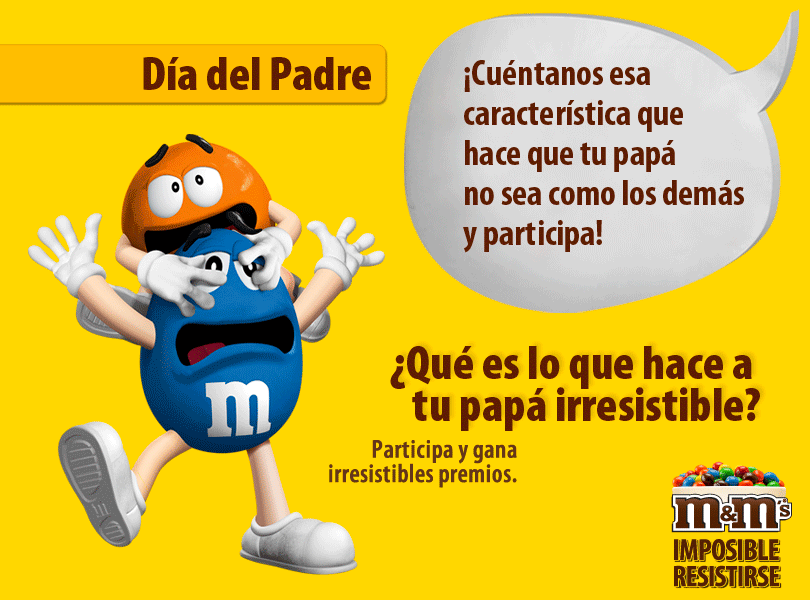 Día del Padre
¡Cuéntanos esa
característica que
hace que tu papá
no sea como los demás
y participa!
m
¿Qué es lo que hace a
tu papá irresistible?
Participa y gana
irresistibles premios.
m&m's
IMPOSIBLE
RESISTIRSE